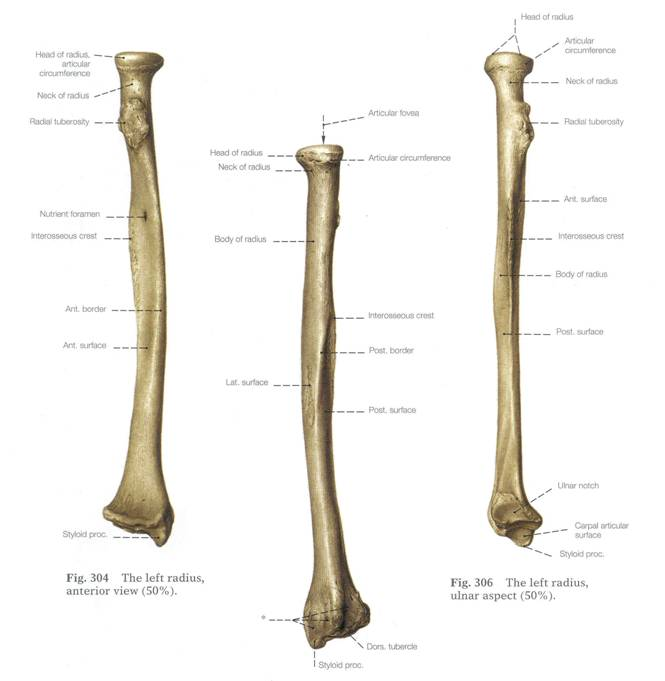 Head of radius,
articular
circumference
Neck of radius
Radial tuberosity
Nutrient foramen
Interosseous crest
Ant. border
Ant. surface
Styloid proc.
Fig. 304 The left radius,
anterior view (50%).
Articular fovea
Head of radius
Articular circumference
Neck of radius
Body of radius
Interosseous crest
Post. border
Lat. surface
Post. surface
*
Dors. tubercle
Styloid proc.
Head of radius
Articular
circumference
Neck of radius
Radial tuberosity
Ant. surface
Interosseous crest
Body of radius
Post. surface
Ulnar notch
Carpal articular
surface
Styloid proc.
Fig. 306 The left radius,
ulnar aspect (50%).